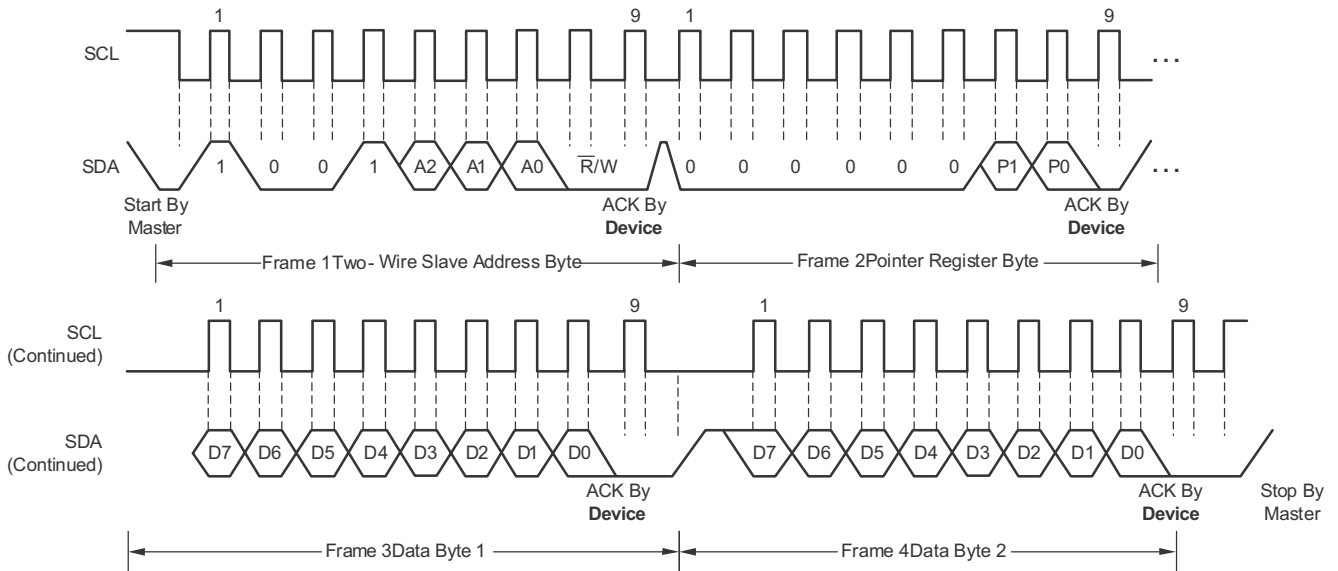 1 9 1 9
SCL ...
SDA 1 0 0 1 A2 A1 A0 R̅/W 0 0 0 0 0 0 P1 P0 ...
Start By Master
ACK By Device
ACK By Device
Frame 1Two- Wire Slave Address Byte
Frame 2Pointer Register Byte
1 9 1 9
SCL (Continued)
SDA (Continued)
D7 D6 D5 D4 D3 D2 D1 D0
D7 D6 D5 D4 D3 D2 D1 D0
ACK By Device
ACK By Device
Stop By Master
Frame 3Data Byte 1
Frame 4Data Byte 2